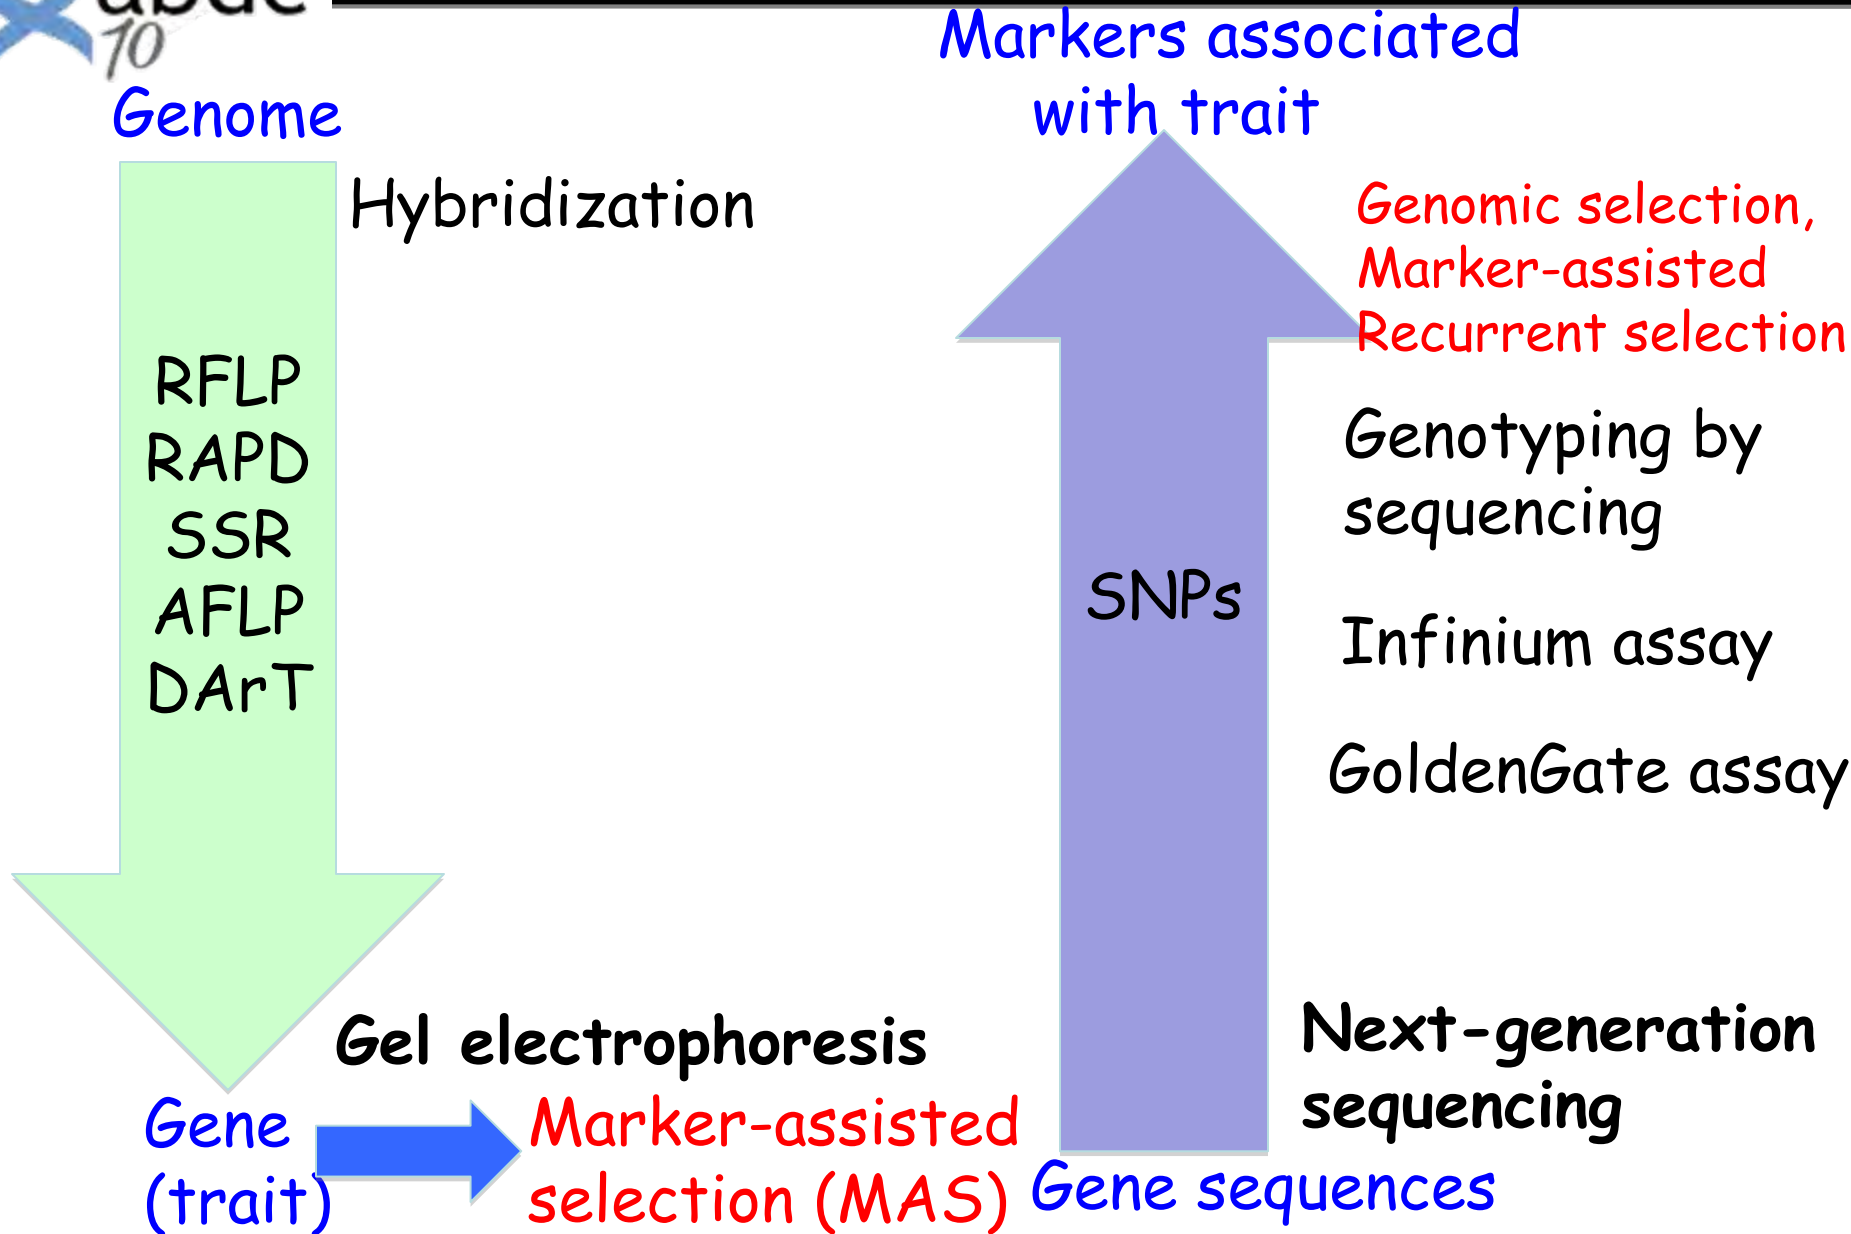 10
Genome
Hybridization
RFLP
RAPD
SSR
AFLP
DArT
Gel electrophoresis
Gene
(trait)
Marker-assisted
selection (MAS)
Markers associated
with trait
Genomic selection,
Marker-assisted
Recurrent selection
Genotyping by
sequencing
SNPs
Infinium assay
GoldenGate assay
Next-generation
sequencing
Gene sequences